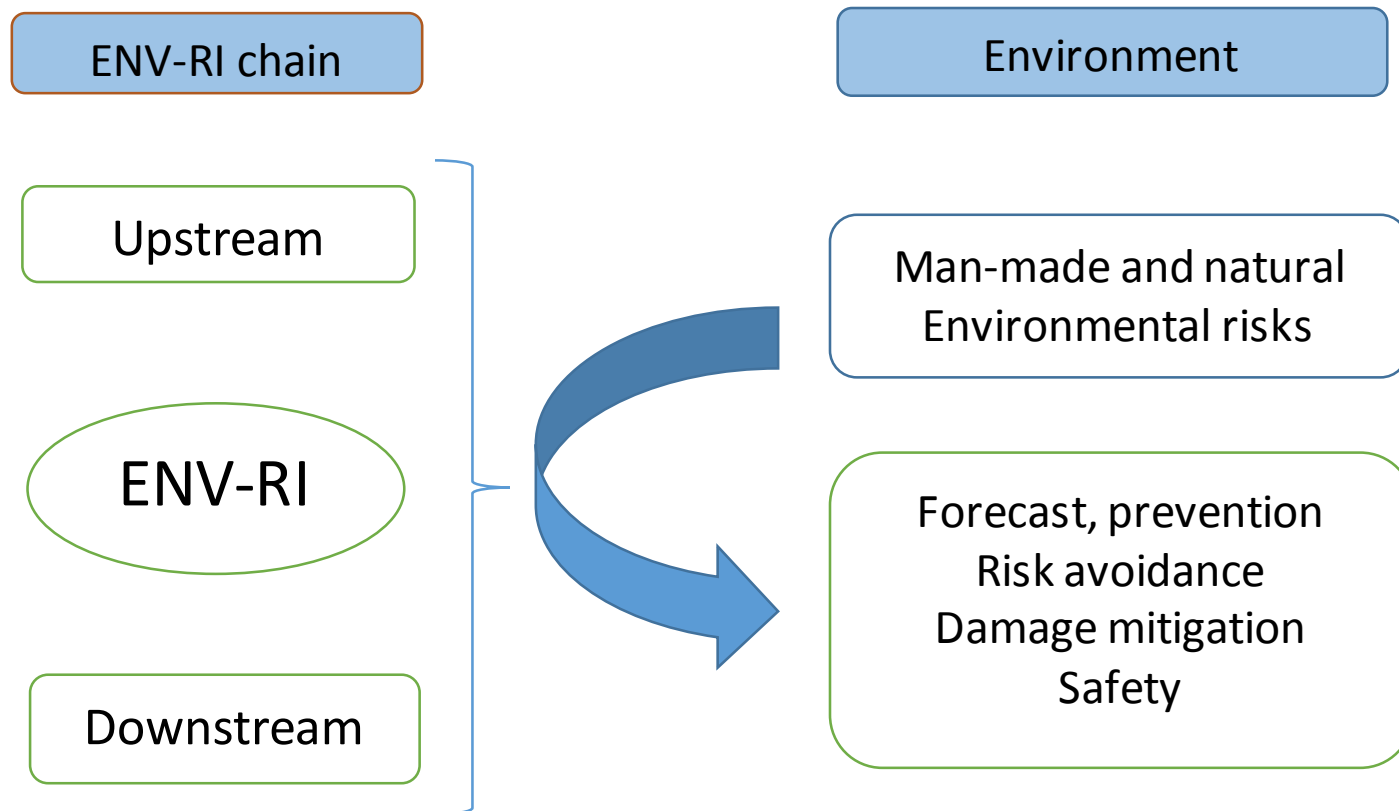 ENV-RI chain
Environment
Upstream
ENV-RI
Downstream
Man-made and natural
Environmental risks
Forecast, prevention
Risk avoidance
Damage mitigation
Safety